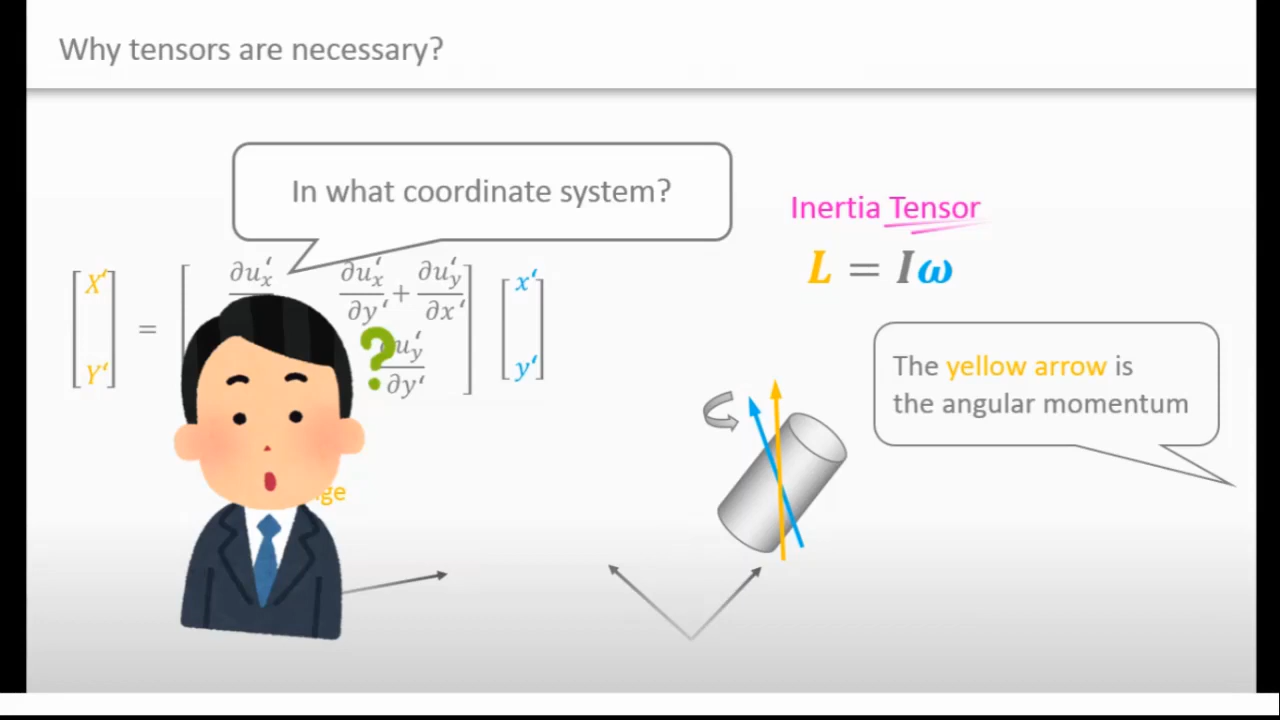 Why tensors are necessary?
In what coordinate system?
Inertia Tensor
L = Iω
[X‘ Y‘] = [∂u‘x ∂u‘x/∂y‘ + ∂u‘y/∂x‘ u‘y/∂y‘] [x‘ y‘]
?
The yellow arrow is
the angular momentum